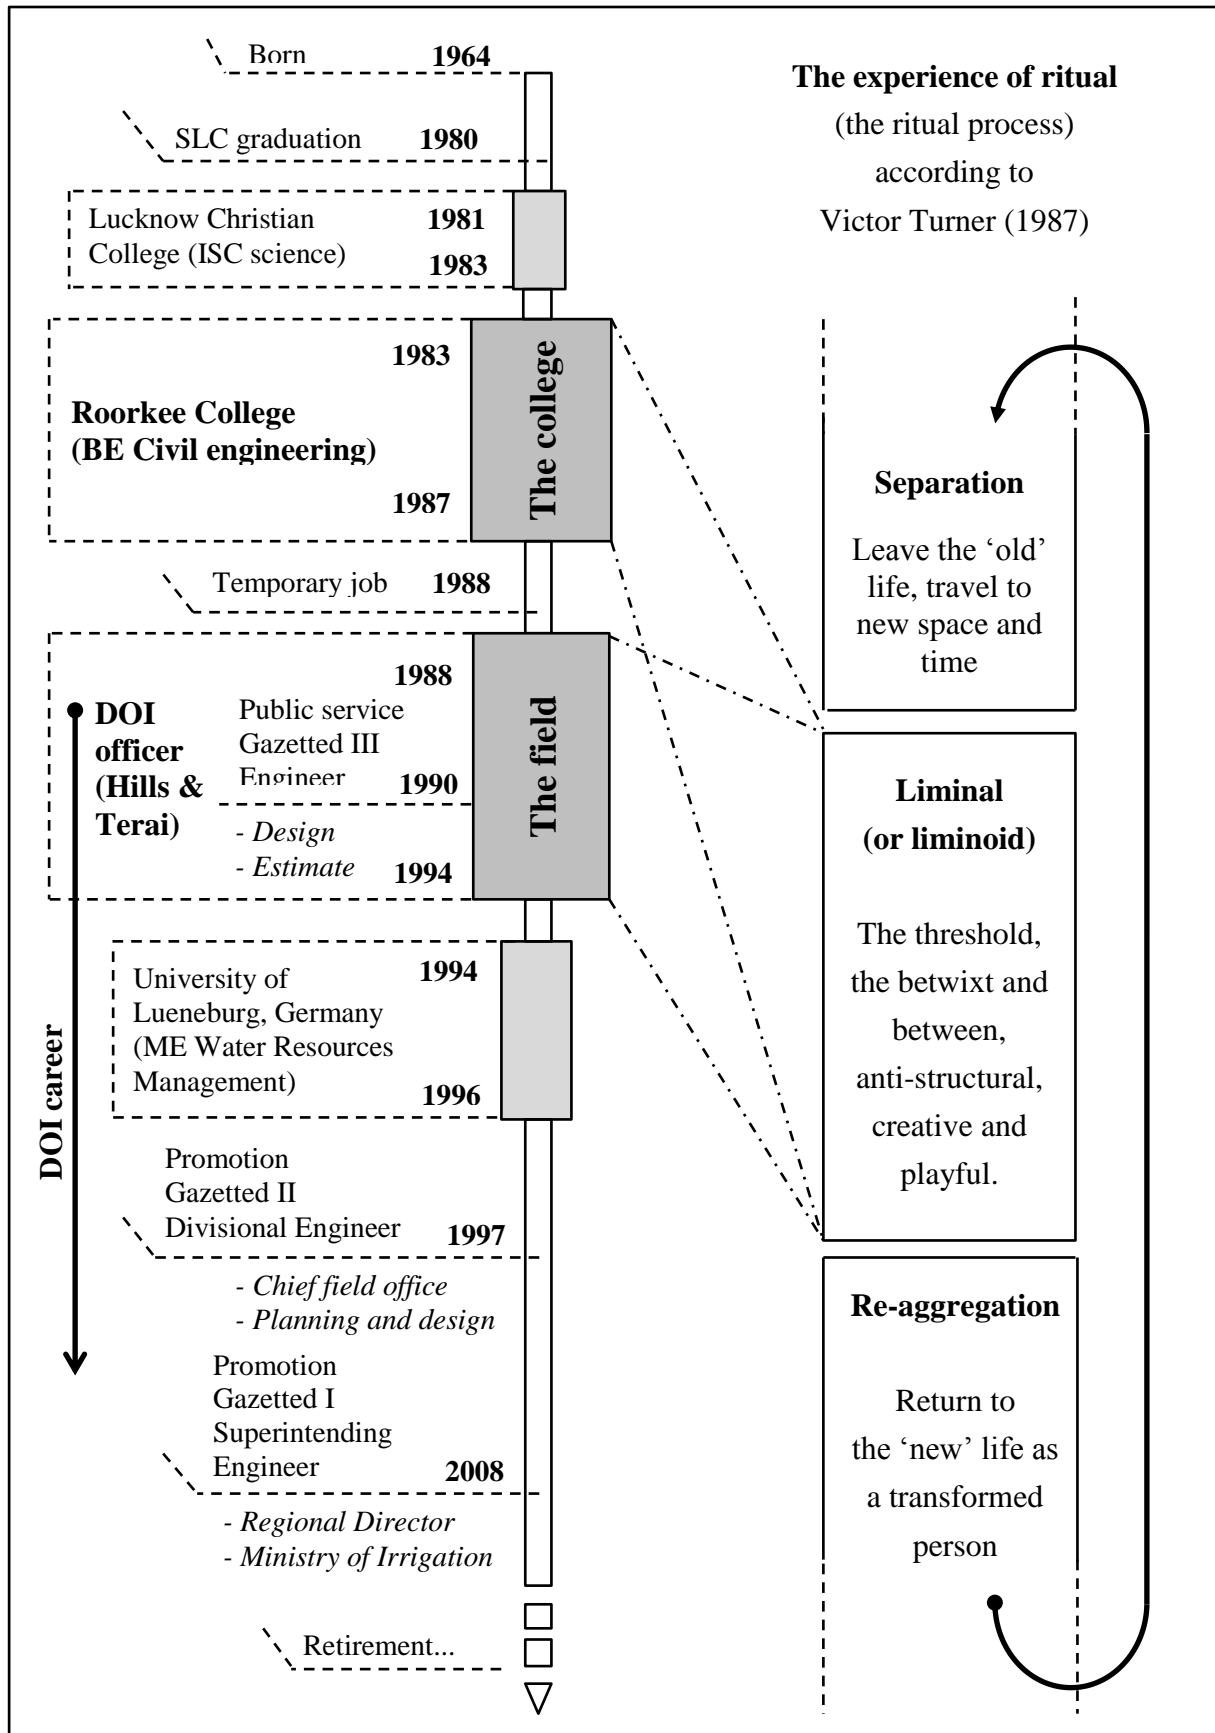 Born 1964
SLC graduation 1980
Lucknow Christian 1981
College (ISC science) 1983
1983
Roorkee College
(BE Civil engineering)
1987
The college
Temporary job 1988
1988
DOI
officer
(Hills &
Terai)
Public service
Gazetted III
Engineer 1990
- Design
- Estimate 1994
The field
DOI career
1994
University of
Lueneburg, Germany
(ME Water Resources
Management)
1996
Promotion
Gazetted II
Divisional Engineer 1997
- Chief field office
- Planning and design
Promotion
Gazetted I
Superintending
Engineer 2008
- Regional Director
- Ministry of Irrigation
Retirement...
The experience of ritual
(the ritual process)
according to
Victor Turner (1987)
Separation
Leave the ‘old’
life, travel to
new space and
time
Liminal
(or liminoid)
The threshold,
the betwixt and
between,
anti-structural,
creative and
playful.
Re-aggregation
Return to
the ‘new’ life as
a transformed
person